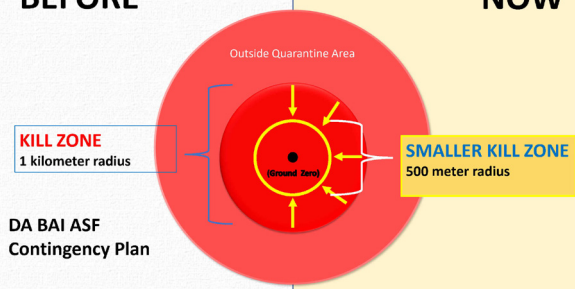 BEFORE
NOW
Outside Quarantine Area
KILL ZONE
1 kilometer radius
SMALLER KILL ZONE
500 meter radius
(Ground Zero)
DA BAI ASF
Contingency Plan